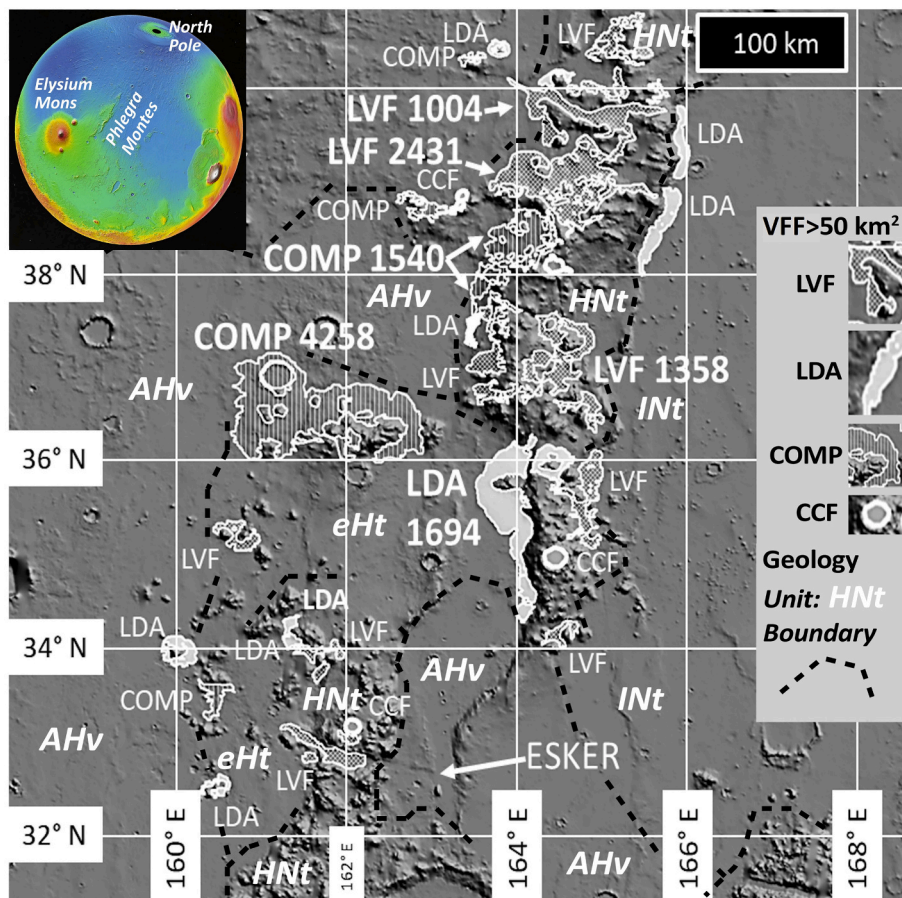 North
Pole
Elysium
Mons
Phlegra
Montes
LDA
COMP
LVF
HNt
100 km
LVF 1004
LDA
LVF 2431
CCF
COMP
LDA
VFF>50 km²
COMP 1540
38° N
AHv
HNt
LVF
LDA
COMP 4258
LVF
LVF 1358
LDA
AHv
INt
36° N
COMP
LDA
1694
LVF
CCF
eHt
LVF
CCF
Geology
Unit: HNt
Boundary
LDA
LDA
LVF
34° N
LDA
AHv
LVF
COMP
HNt
CCF
INt
AHv
eHt
LVF
ESKER
LDA
32° N
160° E
162° E
164° E
166° E
168° E
HNt
AHv